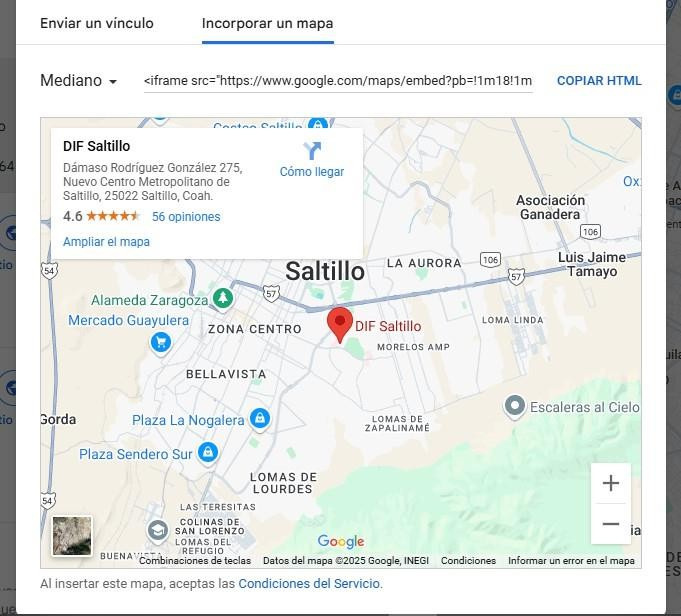 Enviar un vínculo
Incorporar un mapa
Mediano
<iframe src="https://www.google.com/maps/embed?pb=!1m18!1m
COPIAR HTML
DIF Saltillo
Dámaso Rodríguez González 275,
Nuevo Centro Metropolitano de
Saltillo, 25022 Saltillo, Coah.
4.6
56 opiniones
Ampliar el mapa
Cómo llegar
Saltillo
Asociación
Ganadera
106
Luis Jaime
Tamayo
LA AURORA
106
57
54
57
Alameda Zaragoza
Mercado Guayulera
ZONA CENTRO
DIF Saltillo
LOMA LINDA
MORELOS AMP
BELLAVISTA
Escaleras al Cielo
Gorda
Plaza La Nogalera
LOMAS DE
ZAPALINAMÉ
Plaza Sendero Sur
LOMAS DE
LOURDES
54
LAS TERESITAS
COLINAS DE
SAN LORENZO
LOMAS DEL
REFUGIO
Google
Combinaciones de teclas
Datos del mapa ©2025 Google, INEGI
Condiciones
Informar un error en el mapa
Al insertar este mapa, aceptas las Condiciones del Servicio.